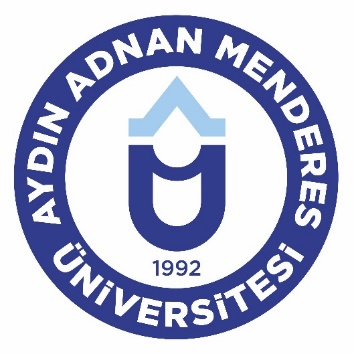 AYDIN ADNAN MENDERES
ÜNİVERSİTESİ
1992